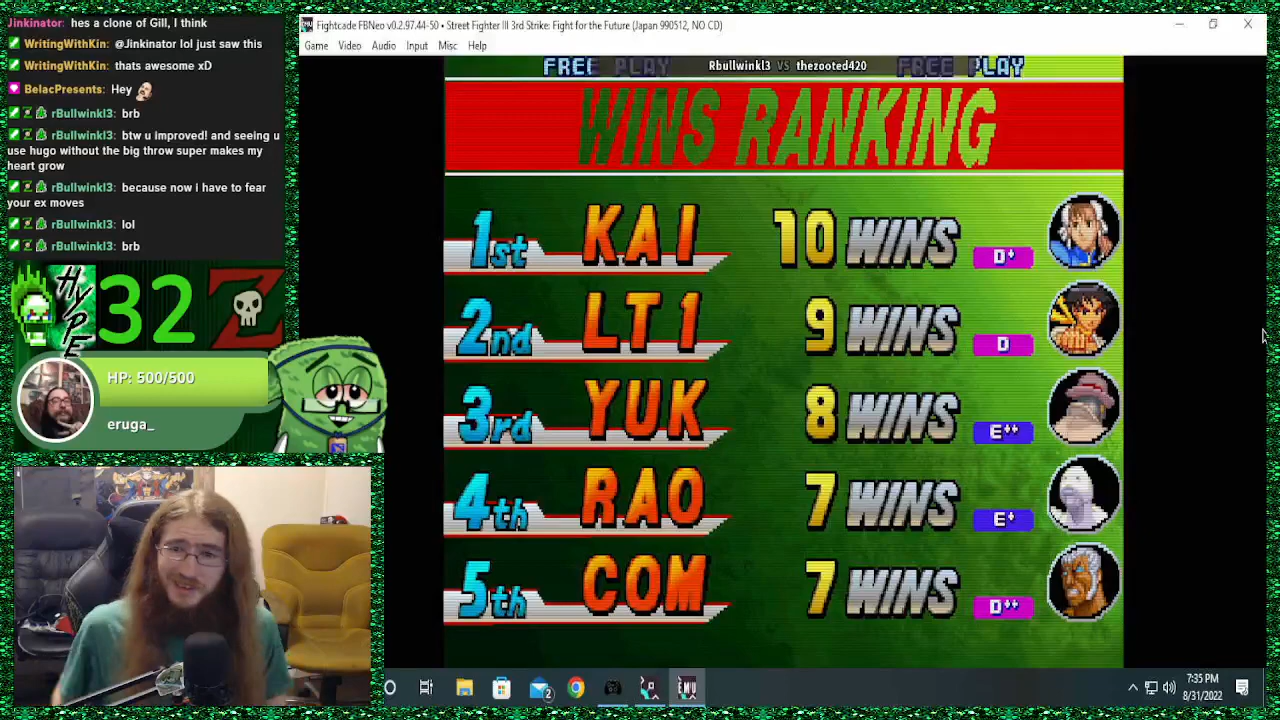 Jinkinator: hes a clone of Gill, I think
WritingWithKin: @Jinkinator lol just saw this
WritingWithKin: thats awesome xD
BelacPresents: Hey
rBullwinkl3: brb
rBullwinkl3: btw u improved! and seeing u
use hugo without the big throw super makes my
heart grow
rBullwinkl3: because now i have to fear
your ex moves
rBullwinkl3: lol
rBullwinkl3: brb
HYPE 32 Z
HP: 500/500
eruga_
Fightcade FBNeo v0.2.97.44-50 • Street Fighter III 3rd Strike: Fight for the Future (Japan 990512, NO CD)
Game Video Audio Input Misc Help
FREE PLAY Rbullwinkl3 VS thezooted420 FREE PLAY
WINS RANKING
1st KAI 10 WINS D+
2nd LT1 9 WINS D
3rd YUK 8 WINS E++
4th RAO 7 WINS E+
5th COM 7 WINS D++
2
EMU
7:35 PM
8/31/2022